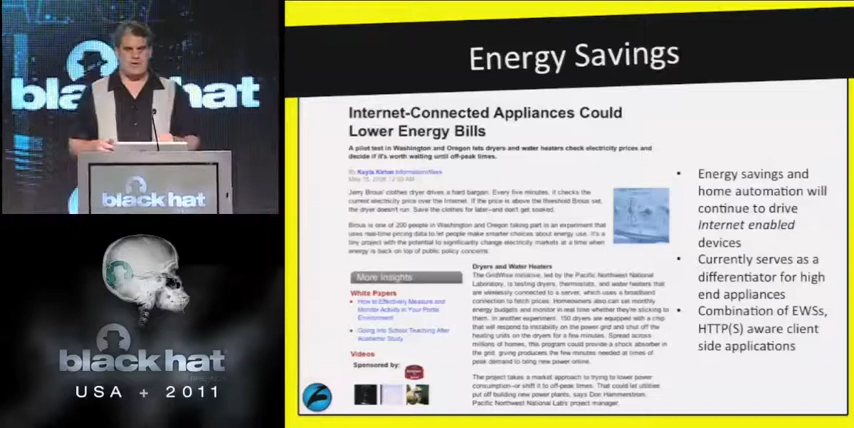 black hat
black hat
black hat
USA + 2011
Energy Savings
Internet-Connected Appliances Could
Lower Energy Bills
A pilot test in Washington and Oregon lets dryers and water heaters check electricity prices and
decide if it's worth waiting until off-peak times.
By Kayla Kirton InformationWeek
Jerry Brous' clothes dryer drives a hard bargain. Every five minutes, it checks the
current electricity price over the Internet. If the price is above the threshold Brous set,
the dryer doesn't run. Save the clothes for later—and don't get soaked.
Brous is one of 200 people in Washington and Oregon taking part in an experiment that
uses real-time pricing data to let people make smarter choices about energy use. It's a
tiny project with the potential to significantly change electricity markets at a time when
energy is back on top of public policy concerns.
More Insights
White Papers
How to Effectively Measure and
Monitor Activity in Your Portal
Environment
Going Into School Teaching After
Academic Study
Videos
Sponsored by:
Dryers and Water Heaters
The GridWise initiative, led by the Pacific Northwest National
Laboratory, is testing dryers, thermostats, and water heaters that
are wirelessly connected to a server, which uses a broadband
connection to fetch prices. Homeowners also can set monthly
energy budgets and monitor in real time whether they're sticking to
them. In another experiment, 150 dryers are equipped with a chip
that will respond to instability on the power grid and shut off the
heating units on the dryers for a few minutes. Spread across
millions of homes, this program could provide a shock absorber in
the grid, giving producers the few minutes needed at times of
peak demand to bring new power online.
The project takes a market approach to trying to lower power
consumption—or shift it to off-peak times. That could let utilities
put off building new power plants, says Don Hammerstrom,
Pacific Northwest National Lab's project manager.
• Energy savings and
home automation will
continue to drive
Internet enabled
devices
• Currently serves as a
differentiator for high
end appliances
• Combination of EWSs,
HTTP(S) aware client
side applications